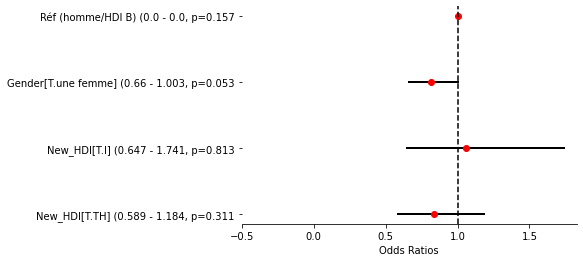 Réf (homme/HDI B) (0.0 - 0.0, p=0.157
Gender[T.une femme] (0.66 - 1.003, p=0.053
New_HDI[T.I] (0.647 - 1.741, p=0.813
New_HDI[T.TH] (0.589 - 1.184, p=0.311
−0.5 0.0 0.5 1.0 1.5
Odds Ratios